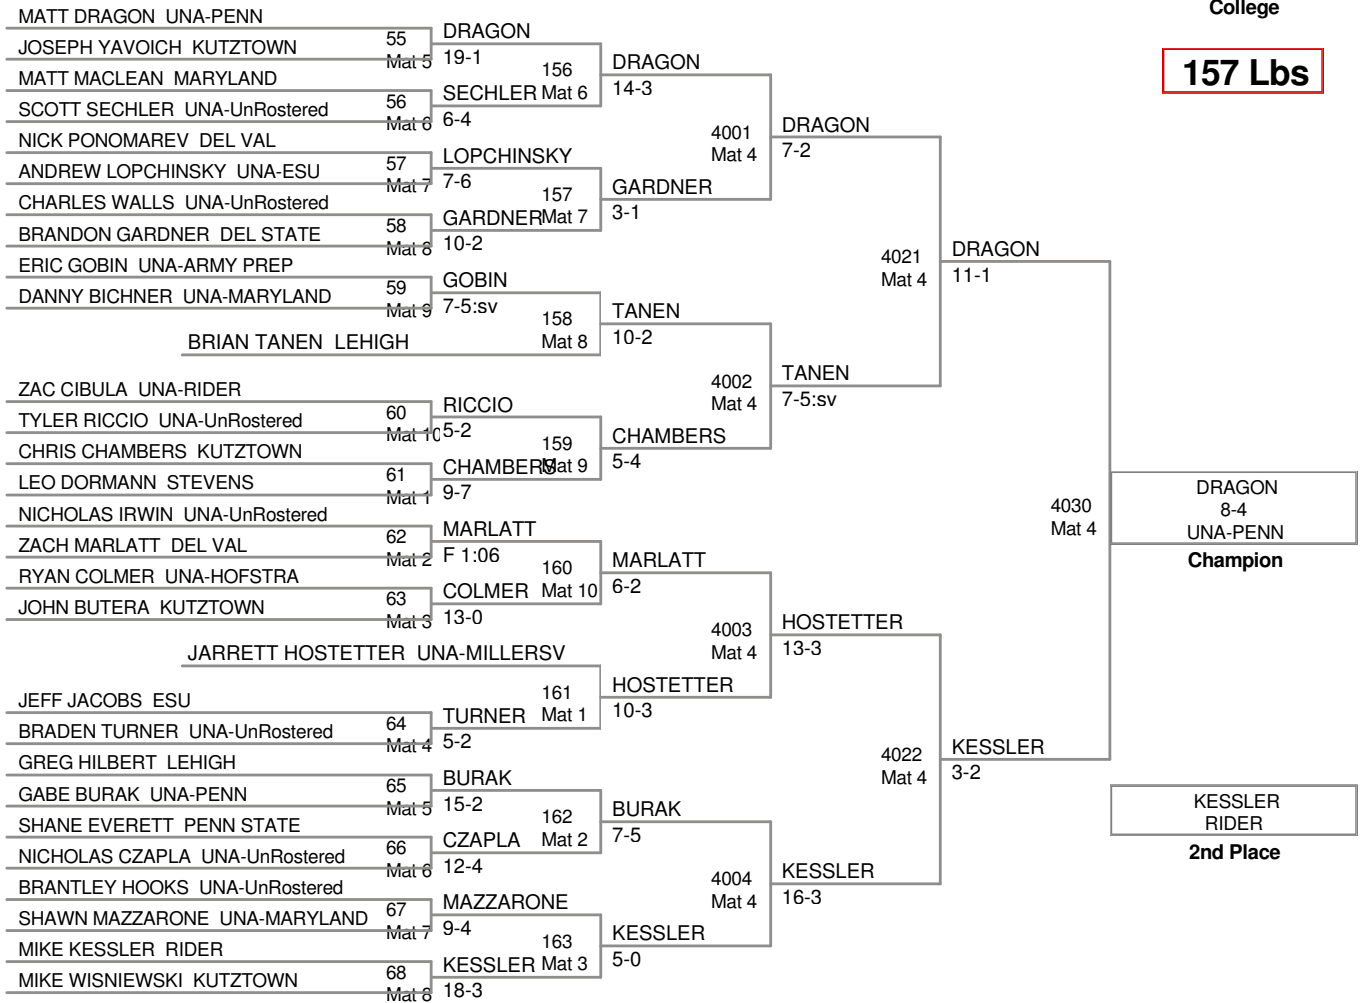 College
157 Lbs
MATT DRAGON UNA-PENN
JOSEPH YAVOICH KUTZTOWN
MATT MACLEAN MARYLAND
SCOTT SECHLER UNA-UnRostered
NICK PONOMAREV DEL VAL
ANDREW LOPCHINSKY UNA-ESU
CHARLES WALLS UNA-UnRostered
BRANDON GARDNER DEL STATE
ERIC GOBIN UNA-ARMY PREP
DANNY BICHNER UNA-MARYLAND
BRIAN TANEN LEHIGH
ZAC CIBULA UNA-RIDER
TYLER RICCIO UNA-UnRostered
CHRIS CHAMBERS KUTZTOWN
LEO DORMANN STEVENS
NICHOLAS IRWIN UNA-UnRostered
ZACH MARLATT DEL VAL
RYAN COLMER UNA-HOFSTRA
JOHN BUTERA KUTZTOWN
JARRETT HOSTETTER UNA-MILLERSV
JEFF JACOBS ESU
BRADEN TURNER UNA-UnRostered
GREG HILBERT LEHIGH
GABE BURAK UNA-PENN
SHANE EVERETT PENN STATE
NICHOLAS CZAPLA UNA-UnRostered
BRANTLEY HOOKS UNA-UnRostered
SHAWN MAZZARONE UNA-MARYLAND
MIKE KESSLER RIDER
MIKE WISNIEWSKI KUTZTOWN
55
Mat 5
56
Mat 6
57
Mat 7
58
Mat 8
59
Mat 9
60
Mat 10
61
Mat 1
62
Mat 2
63
Mat 3
64
Mat 4
65
Mat 5
66
Mat 6
67
Mat 7
68
Mat 8
DRAGON
19-1
SECHLER
6-4
LOPCHINSKY
7-6
GARDNER
10-2
GOBIN
7-5:sv
RICCIO
5-2
CHAMBERS
9-7
MARLATT
F 1:06
COLMER
13-0
TURNER
5-2
BURAK
15-2
CZAPLA
12-4
MAZZARONE
9-4
KESSLER
18-3
156
Mat 6
157
Mat 7
158
Mat 8
159
Mat 9
160
Mat 10
161
Mat 1
162
Mat 2
163
Mat 3
DRAGON
14-3
GARDNER
3-1
TANEN
10-2
CHAMBERS
5-4
MARLATT
6-2
HOSTETTER
10-3
BURAK
7-5
KESSLER
5-0
4001
Mat 4
4002
Mat 4
4003
Mat 4
4004
Mat 4
DRAGON
7-2
TANEN
7-5:sv
HOSTETTER
13-3
KESSLER
16-3
4021
Mat 4
4022
Mat 4
DRAGON
11-1
KESSLER
3-2
4030
Mat 4
DRAGON
8-4
UNA-PENN
Champion
KESSLER
RIDER
2nd Place